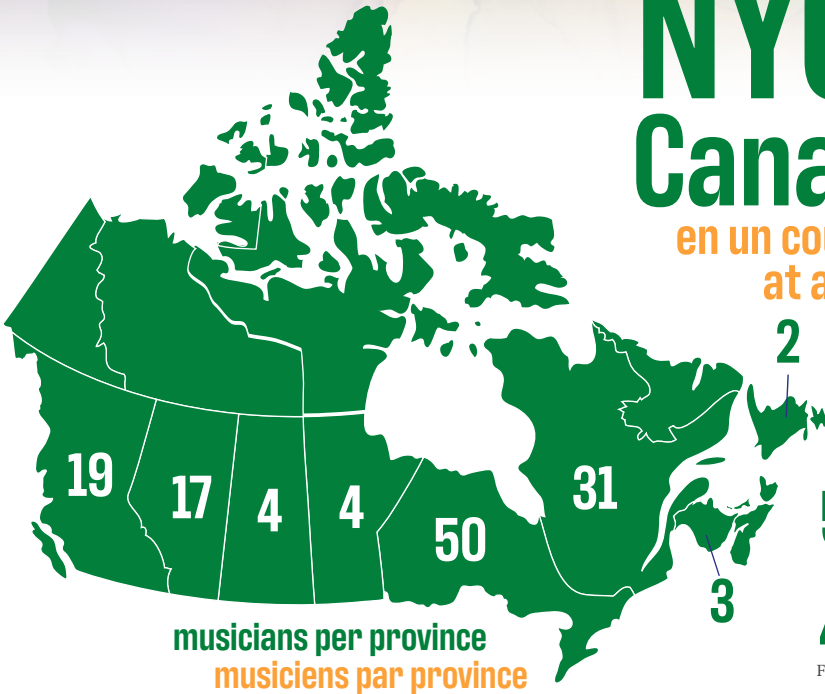 NYO
Cana
en un cou
at a
2
19
17
4
4
50
31
3
musicians per province
musiciens par province
F